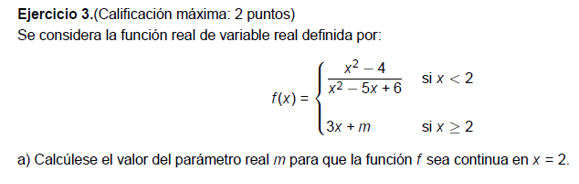 Ejercicio 3.(Calificación máxima: 2 puntos)
Se considera la función real de variable real definida por:
f(x) = { (x² − 4) / (x² − 5x + 6) si x < 2
3x + m si x ≥ 2
a) Calcúlese el valor del parámetro real m para que la función f sea continua en x = 2.